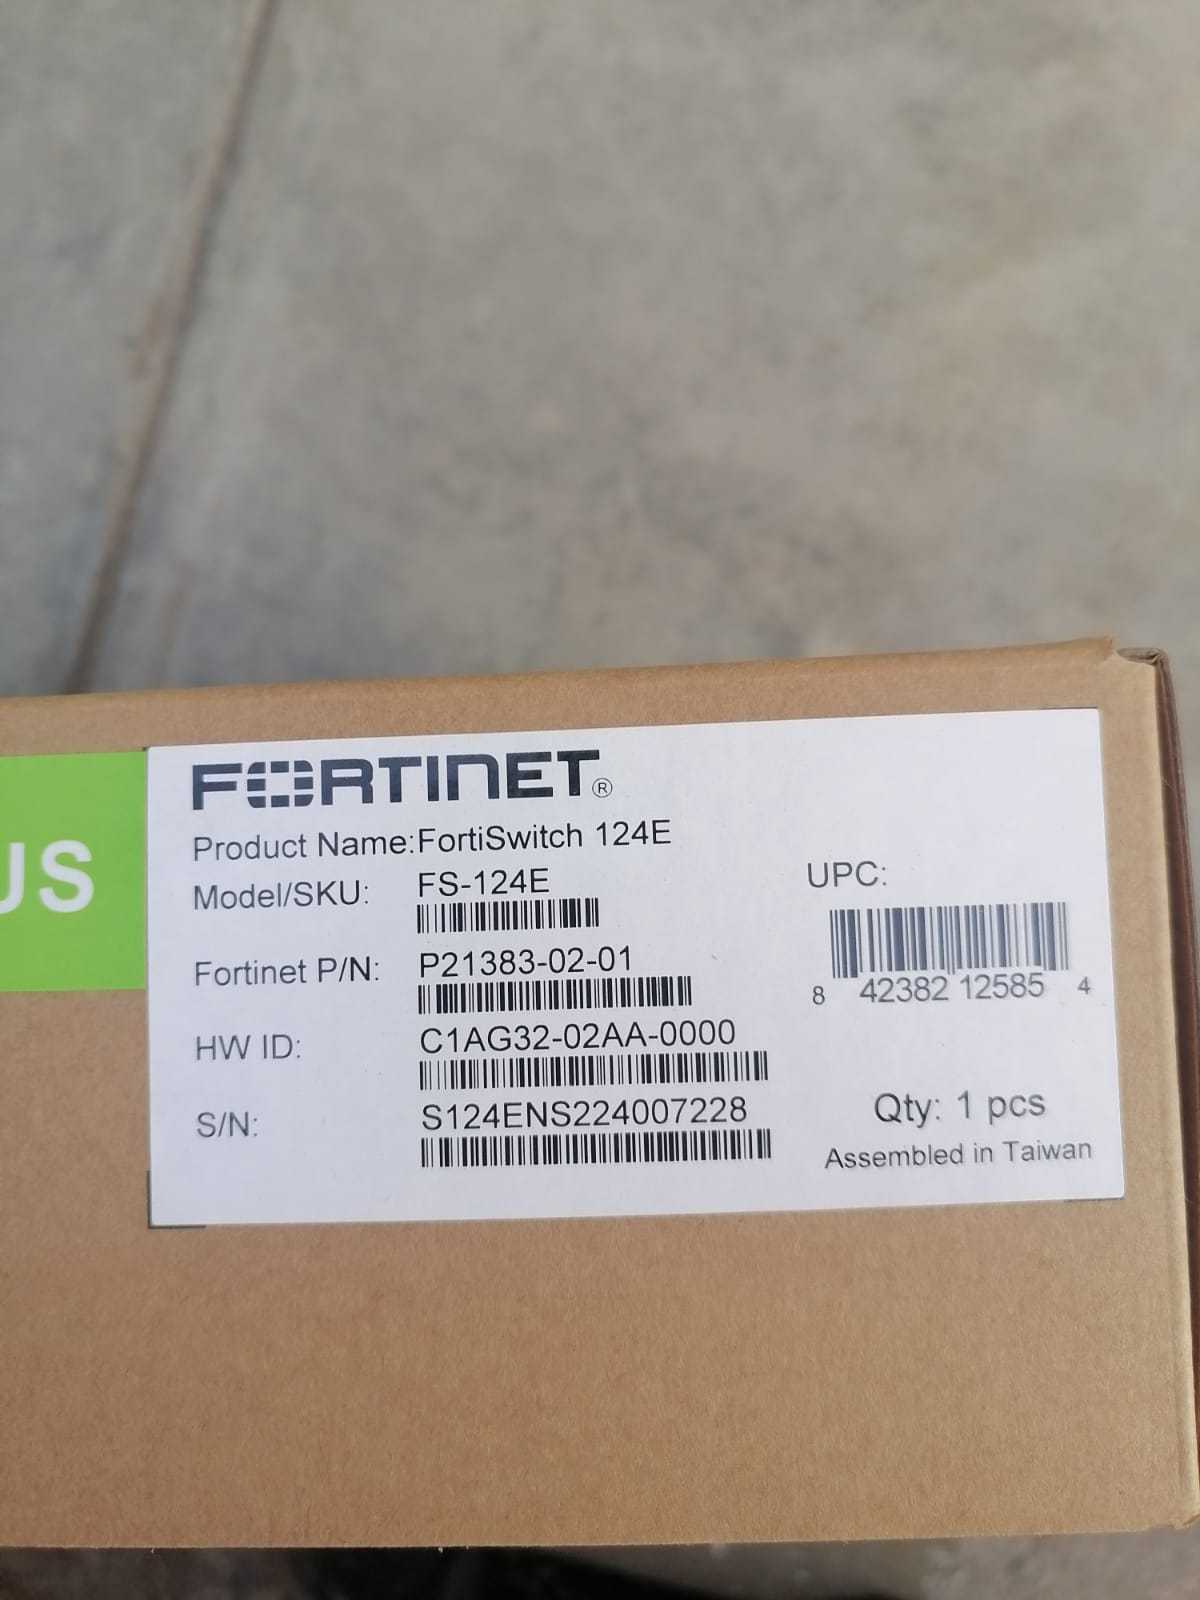 US
FORTINET®
Product Name:FortiSwitch 124E
Model/SKU: FS-124E
Fortinet P/N: P21383-02-01
HW ID: C1AG32-02AA-0000
S/N: S124ENS224007228
UPC:
8 42382 12585 4
Qty: 1 pcs
Assembled in Taiwan